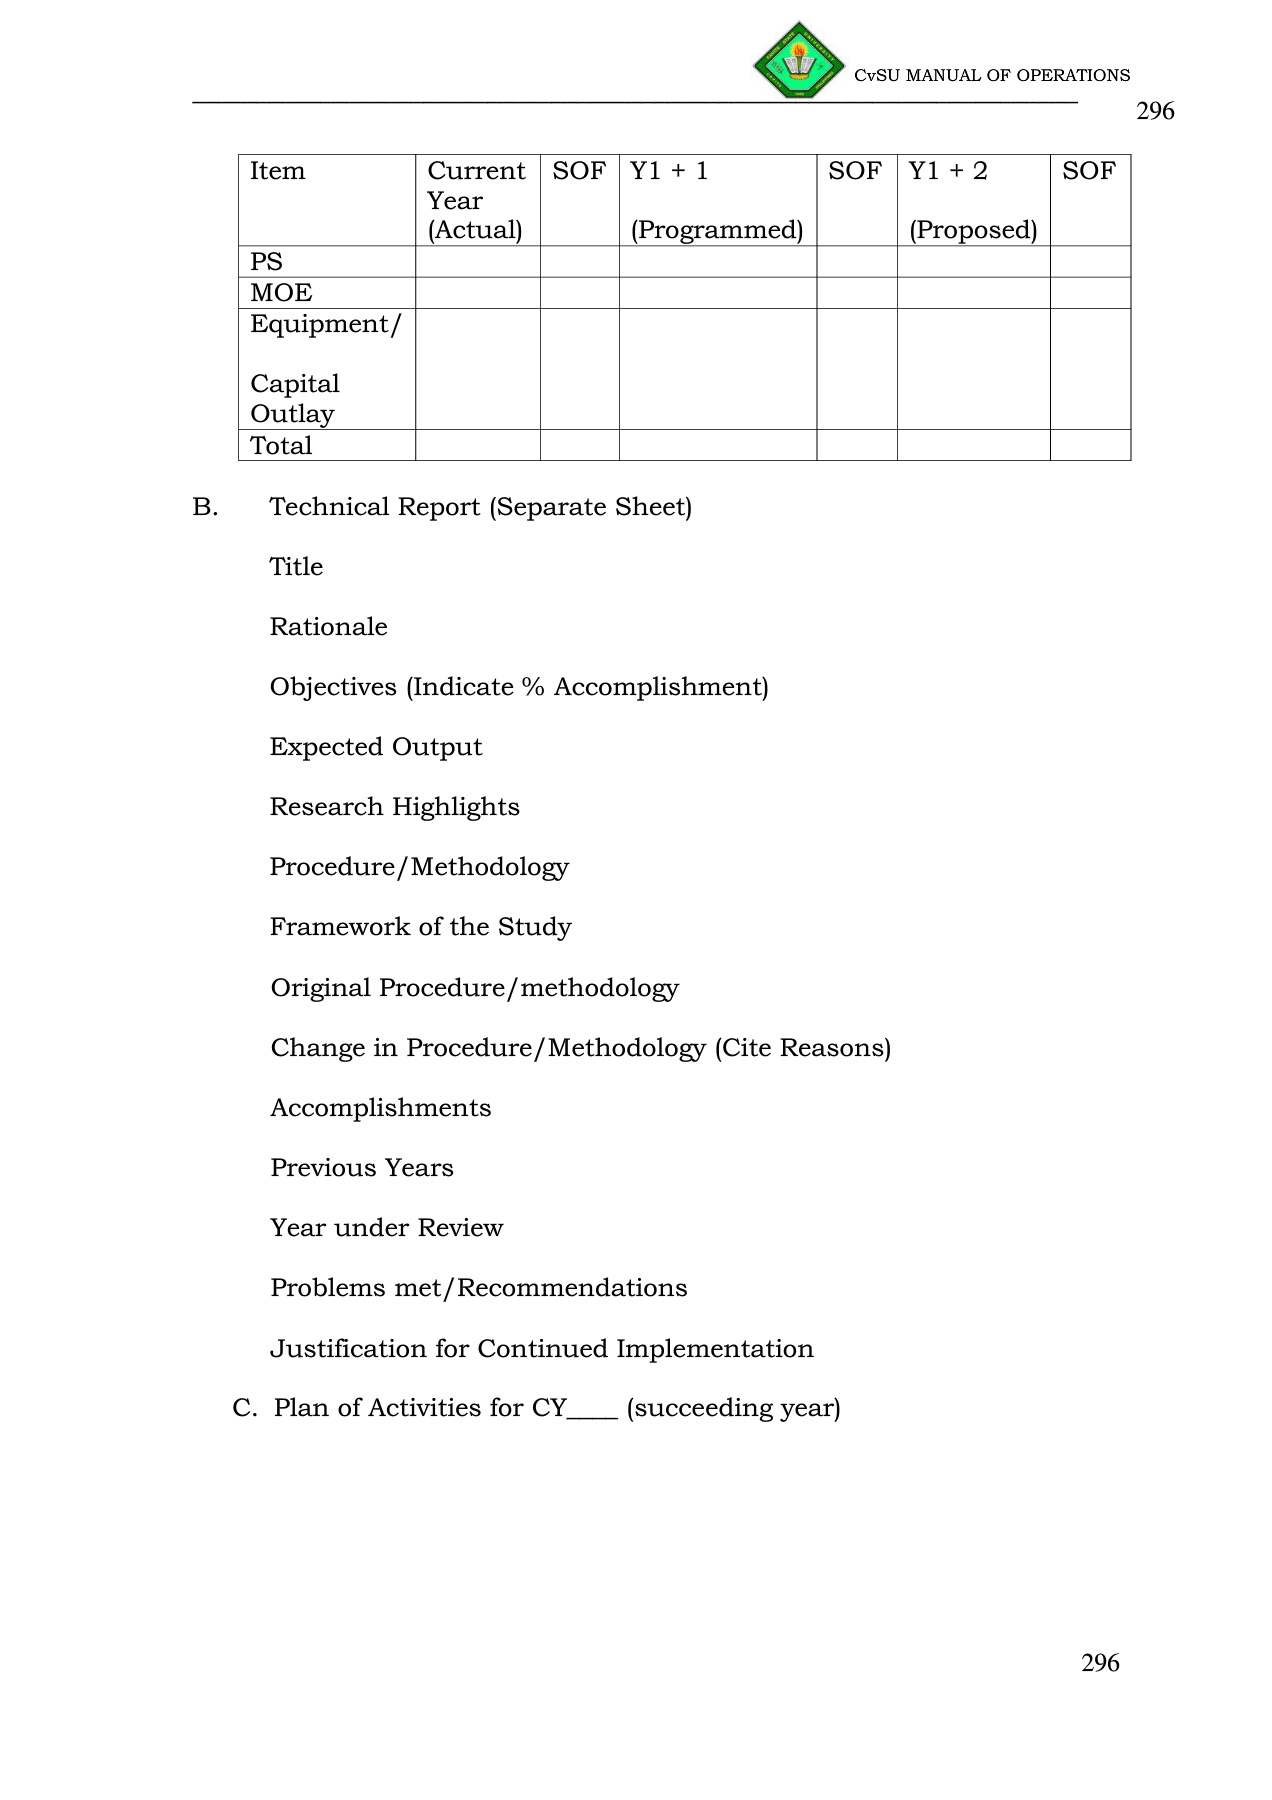 CvSU MANUAL OF OPERATIONS
296
Item Current SOF Y1 + 1 SOF Y1 + 2 SOF
Year
(Actual) (Programmed) (Proposed)
PS
MOE
Equipment/
Capital
Outlay
Total
B. Technical Report (Separate Sheet)
Title
Rationale
Objectives (Indicate % Accomplishment)
Expected Output
Research Highlights
Procedure/Methodology
Framework of the Study
Original Procedure/methodology
Change in Procedure/Methodology (Cite Reasons)
Accomplishments
Previous Years
Year under Review
Problems met/Recommendations
Justification for Continued Implementation
C. Plan of Activities for CY____ (succeeding year)
296